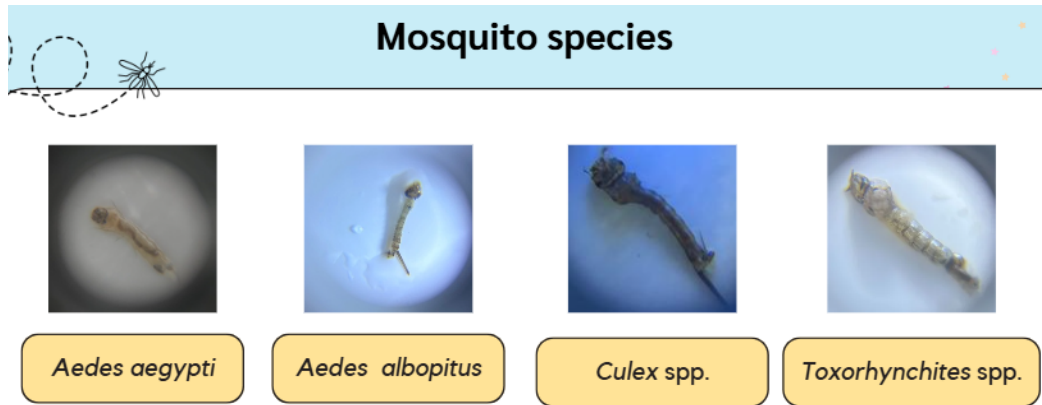 Mosquito species
Aedes aegypti
Aedes albopitus
Culex spp.
Toxorhynchites spp.